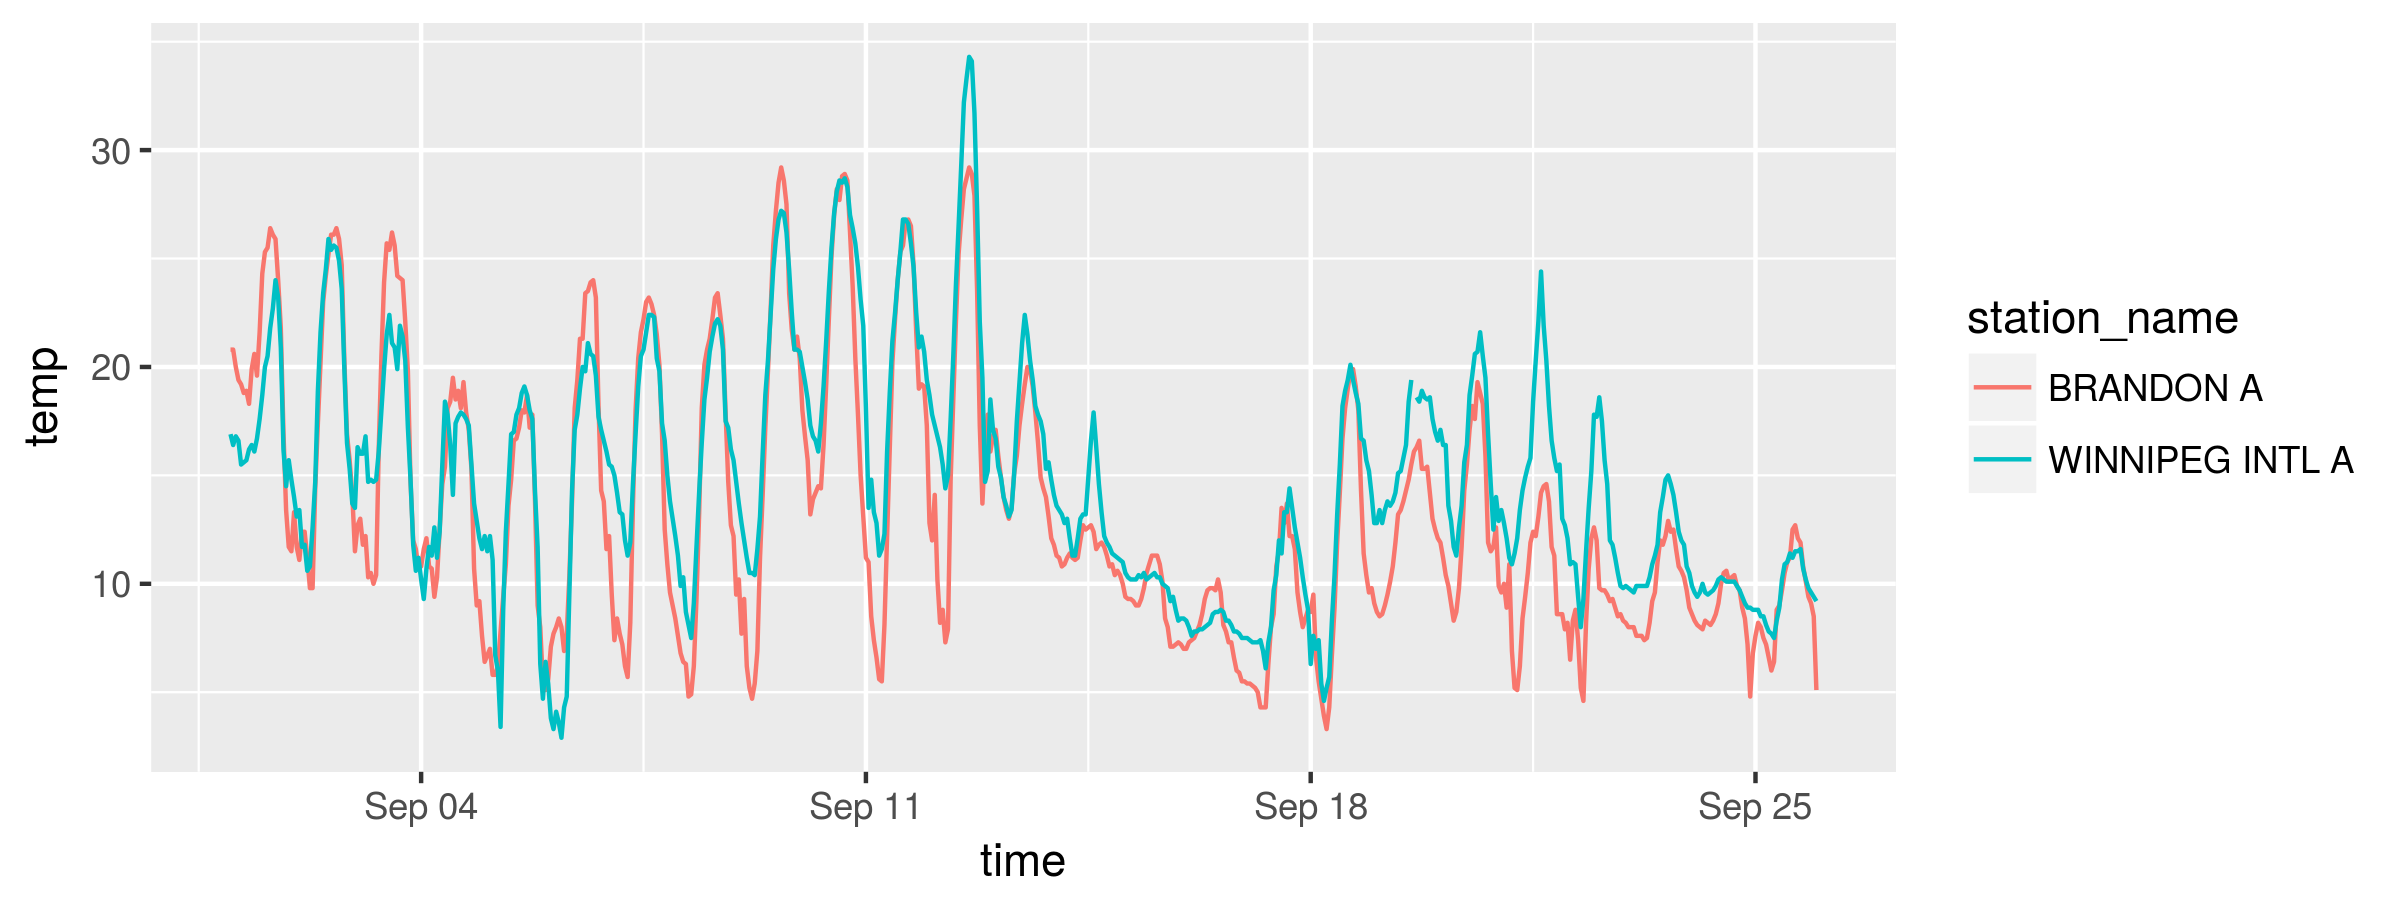 temp
30
20
10
Sep 04
Sep 11
Sep 18
Sep 25
time
station_name
BRANDON A
WINNIPEG INTL A